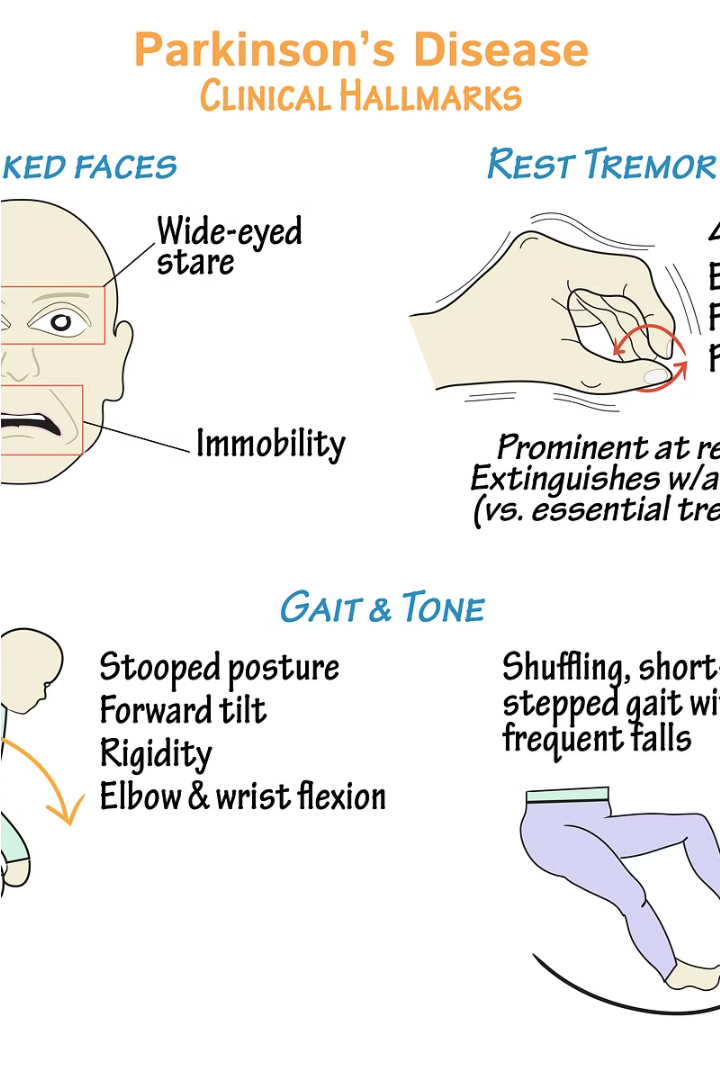 Parkinson's Disease
CLINICAL HALLMARKS
KED FACES
REST TREMOR
Wide-eyed
stare
Immobility
Prominent at re
Extinguishes w/a
(vs. essential tre
GAIT & TONE
Stooped posture
Forward tilt
Rigidity
Elbow & wrist flexion
Shuffling, short-
stepped gait wi
frequent falls